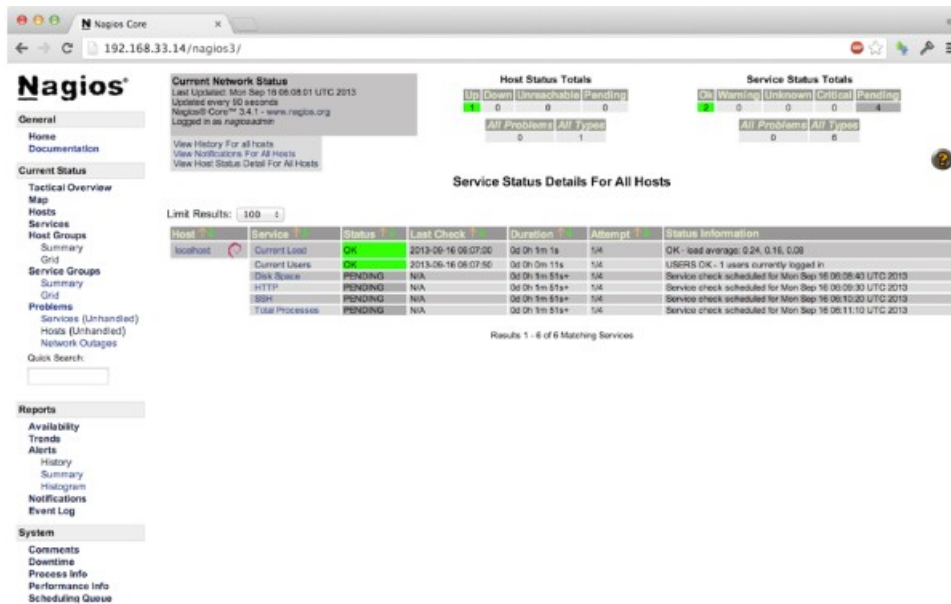 Nagios Core
192.168.33.14/nagios3/
Nagios®
General
Home
Documentation
Current Status
Tactical Overview
Map
Hosts
Services
Host Groups
Summary
Grid
Service Groups
Summary
Grid
Problems
Services (Unhandled)
Hosts (Unhandled)
Network Outages
Quick Search:
Reports
Availability
Trends
Alerts
History
Summary
Histogram
Notifications
Event Log
System
Comments
Downtime
Process Info
Performance Info
Scheduling Queue
Current Network Status
Last Updated: Mon Sep 16 06:08:01 UTC 2013
Updated every 90 seconds
Nagios® Core™ 3.4.1 - www.nagios.org
Logged in as nagiosadmin
View History For all hosts
View Notifications For All Hosts
View Host Status Detail For All Hosts
Host Status Totals
Up Down Unreachable Pending
1 0 0 0
All Problems All Types
0 1
Service Status Totals
Ok Warning Unknown Critical Pending
2 0 0 0 4
All Problems All Types
0 6
Service Status Details For All Hosts
Limit Results: 100
Host Service Status Last Check Duration Attempt Status Information
localhost Current Load OK 2013-09-16 06:07:00 0d 0h 1m 1s 1/4 OK - load average: 0.24, 0.16, 0.08
Current Users OK 2013-09-16 06:07:50 0d 0h 0m 11s 1/4 USERS OK - 1 users currently logged in
Disk Space PENDING N/A 0d 0h 1m 51s+ 1/4 Service check scheduled for Mon Sep 16 06:08:40 UTC 2013
HTTP PENDING N/A 0d 0h 1m 51s+ 1/4 Service check scheduled for Mon Sep 16 06:09:30 UTC 2013
SSH PENDING N/A 0d 0h 1m 51s+ 1/4 Service check scheduled for Mon Sep 16 06:10:20 UTC 2013
Total Processes PENDING N/A 0d 0h 1m 51s+ 1/4 Service check scheduled for Mon Sep 16 06:11:10 UTC 2013
Results 1 - 6 of 6 Matching Services